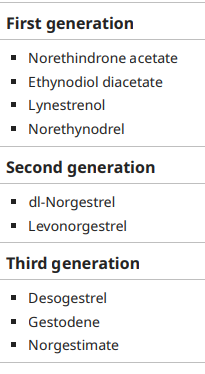 First generation
▪ Norethindrone acetate
▪ Ethynodiol diacetate
▪ Lynestrenol
▪ Norethynodrel
Second generation
▪ dl-Norgestrel
▪ Levonorgestrel
Third generation
▪ Desogestrel
▪ Gestodene
▪ Norgestimate